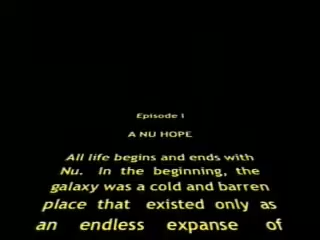 Episode 1
A NU HOPE
All life begins and ends with
Nu. In the beginning, the
galaxy was a cold and barren
place that existed only as
an endless expanse of